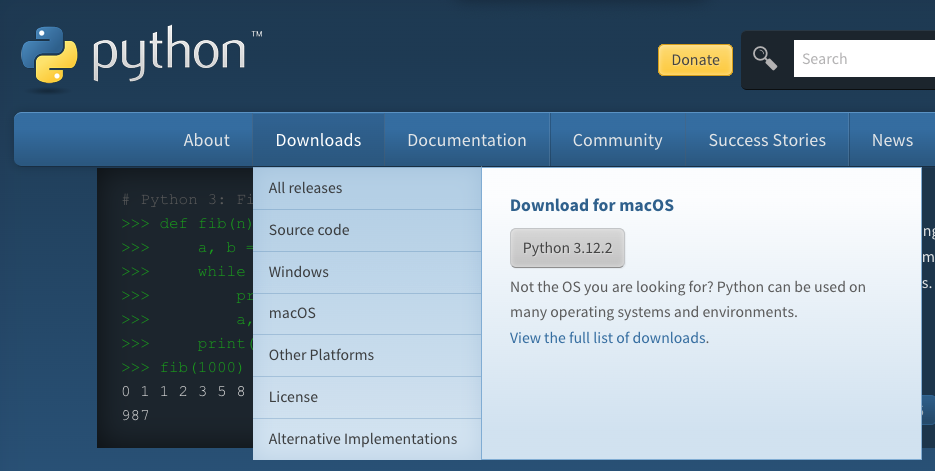 python™
Donate
Search
About
Downloads
Documentation
Community
Success Stories
News
# Python 3: Fi
>>> def fib(n)
>>> a, b =
>>> while
>>> pr
>>> a,
>>> print(
>>> fib(1000)
0 1 1 2 3 5 8
987
All releases
Source code
Windows
macOS
Other Platforms
License
Alternative Implementations
Download for macOS
Python 3.12.2
Not the OS you are looking for? Python can be used on
many operating systems and environments.
View the full list of downloads.